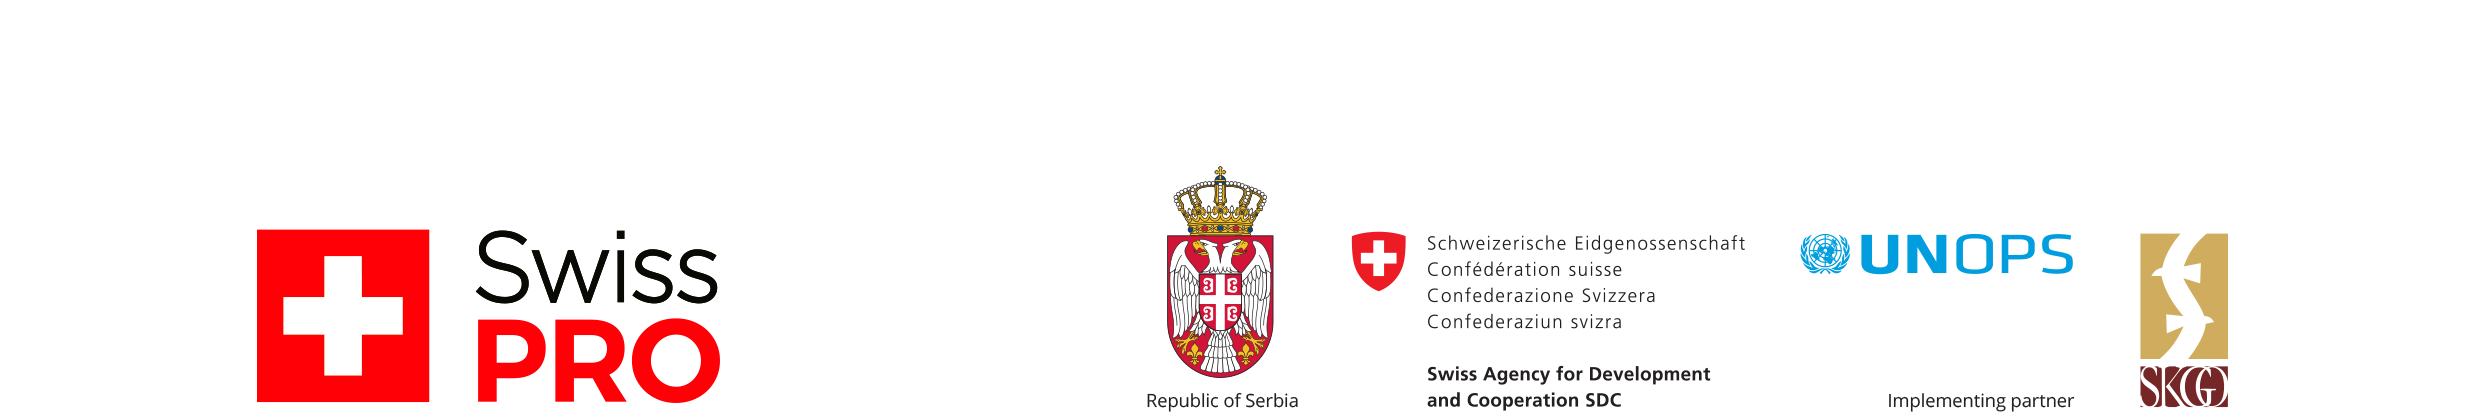 Swiss
PRO
Republic of Serbia
Schweizerische Eidgenossenschaft
Confédération suisse
Confederazione Svizzera
Confederaziun svizra
Swiss Agency for Development
and Cooperation SDC
UNOPS
Implementing partner
SKGO